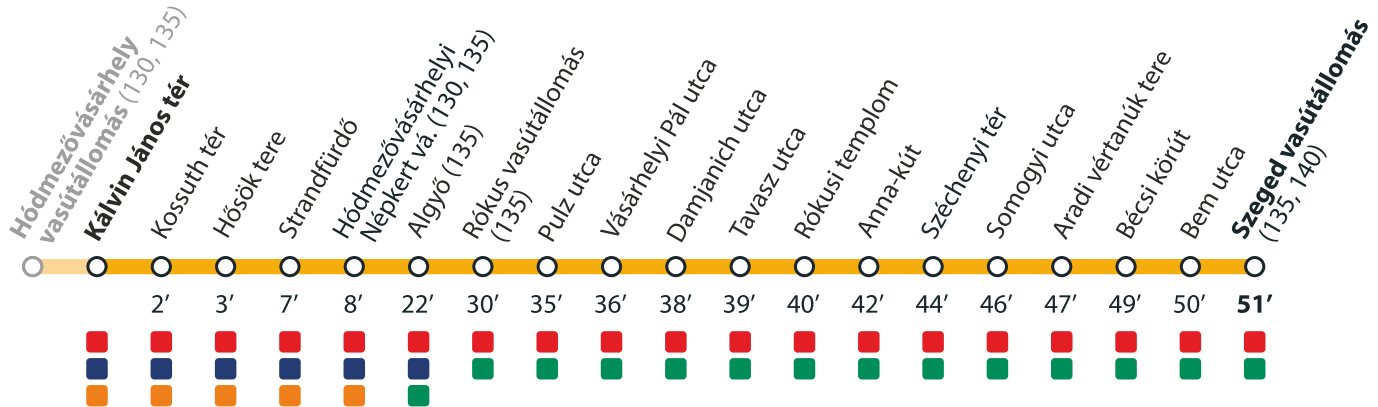 Hódmezővásárhely
vasútállomás (130, 135)
Kálvin János tér
Kossuth tér
Hősök tere
Strandfürdő
Hódmezővásárhelyi
Népkert vá. (130, 135)
Algyő (135)
Rókus vasútállomás
(135)
Pulz utca
Vásárhelyi Pál utca
Damjanich utca
Tavasz utca
Rókusi templom
Anna-kút
Széchenyi tér
Somogyi utca
Aradi vértanúk tere
Bécsi körút
Bem utca
Szeged vasútállomás
(135, 140)
2’ 3’ 7’ 8’ 22’ 30’ 35’ 36’ 38’ 39’ 40’ 42’ 44’ 46’ 47’ 49’ 50’ 51’